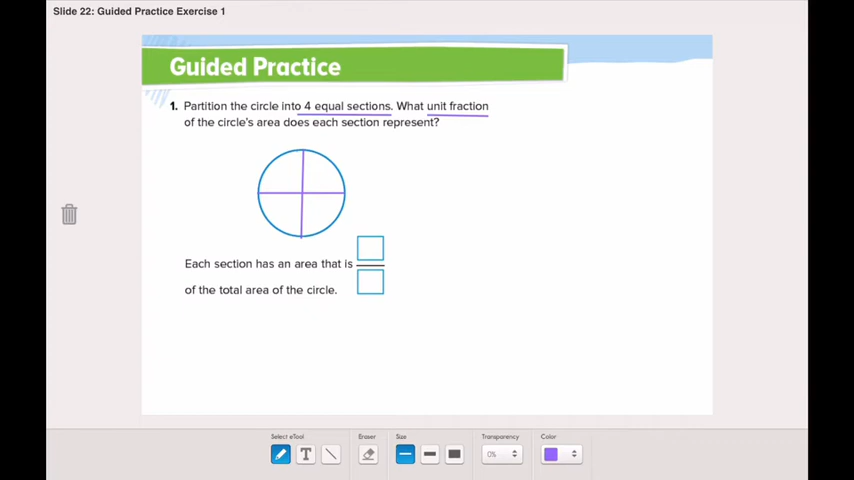 Slide 22: Guided Practice Exercise 1
Guided Practice
1. Partition the circle into 4 equal sections. What unit fraction
of the circle's area does each section represent?
Each section has an area that is
of the total area of the circle.
Select eTool
Eraser
Size
Transparency
Color
T
0%